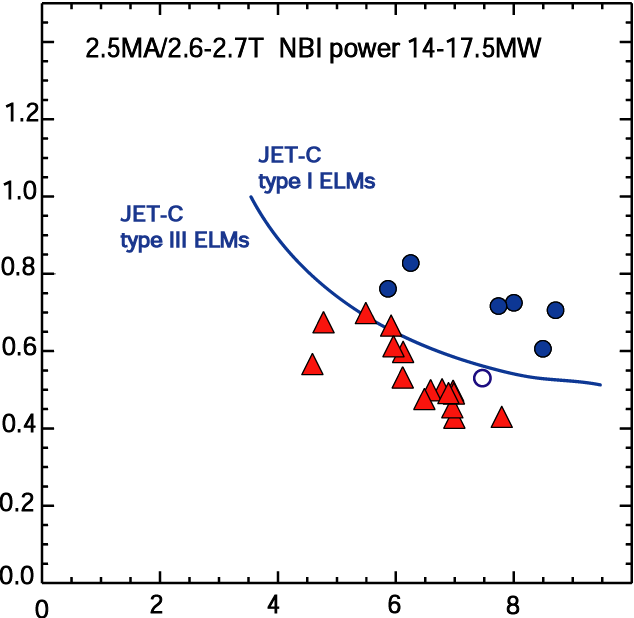 2.5MA/2.6-2.7T NBI power 14-17.5MW
1.2
JET-C
type I ELMs
1.0
JET-C
type III ELMs
0.8
0.6
0.4
0.2
0.0
0 2 4 6 8